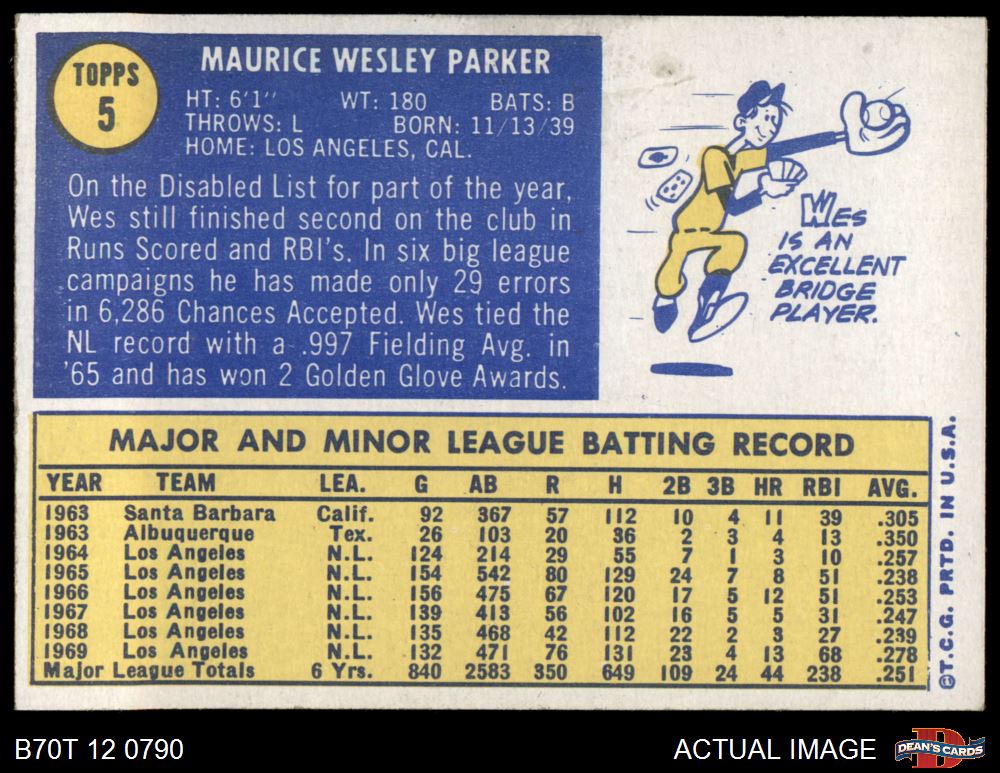 TOPPS
5
MAURICE WESLEY PARKER
HT: 6'1" WT: 180 BATS: B
THROWS: L BORN: 11/13/39
HOME: LOS ANGELES, CAL.
On the Disabled List for part of the year,
Wes still finished second on the club in
Runs Scored and RBI's. In six big league
campaigns he has made only 29 errors
in 6,286 Chances Accepted. Wes tied the
NL record with a .997 Fielding Avg. in
'65 and has won 2 Golden Glove Awards.
WES
IS AN
EXCELLENT
BRIDGE
PLAYER.
MAJOR AND MINOR LEAGUE BATTING RECORD
YEAR TEAM LEA. G AB R H 2B 3B HR RBI AVG.
1963 Santa Barbara Calif. 92 367 57 112 10 4 11 39 .305
1963 Albuquerque Tex. 26 103 20 36 2 3 4 13 .350
1964 Los Angeles N.L. 124 214 29 55 7 1 3 10 .257
1965 Los Angeles N.L. 154 542 80 129 24 7 8 51 .238
1966 Los Angeles N.L. 156 475 67 120 17 5 12 51 .253
1967 Los Angeles N.L. 139 413 56 102 16 5 5 31 .247
1968 Los Angeles N.L. 135 468 42 112 22 2 3 27 .239
1969 Los Angeles N.L. 132 471 76 131 23 4 13 68 .278
Major League Totals 6 Yrs. 840 2583 350 649 109 24 44 238 .251
©T.C.G. PRTD. IN U.S.A.
B70T 12 0790
ACTUAL IMAGE
D
DEAN'S CARDS